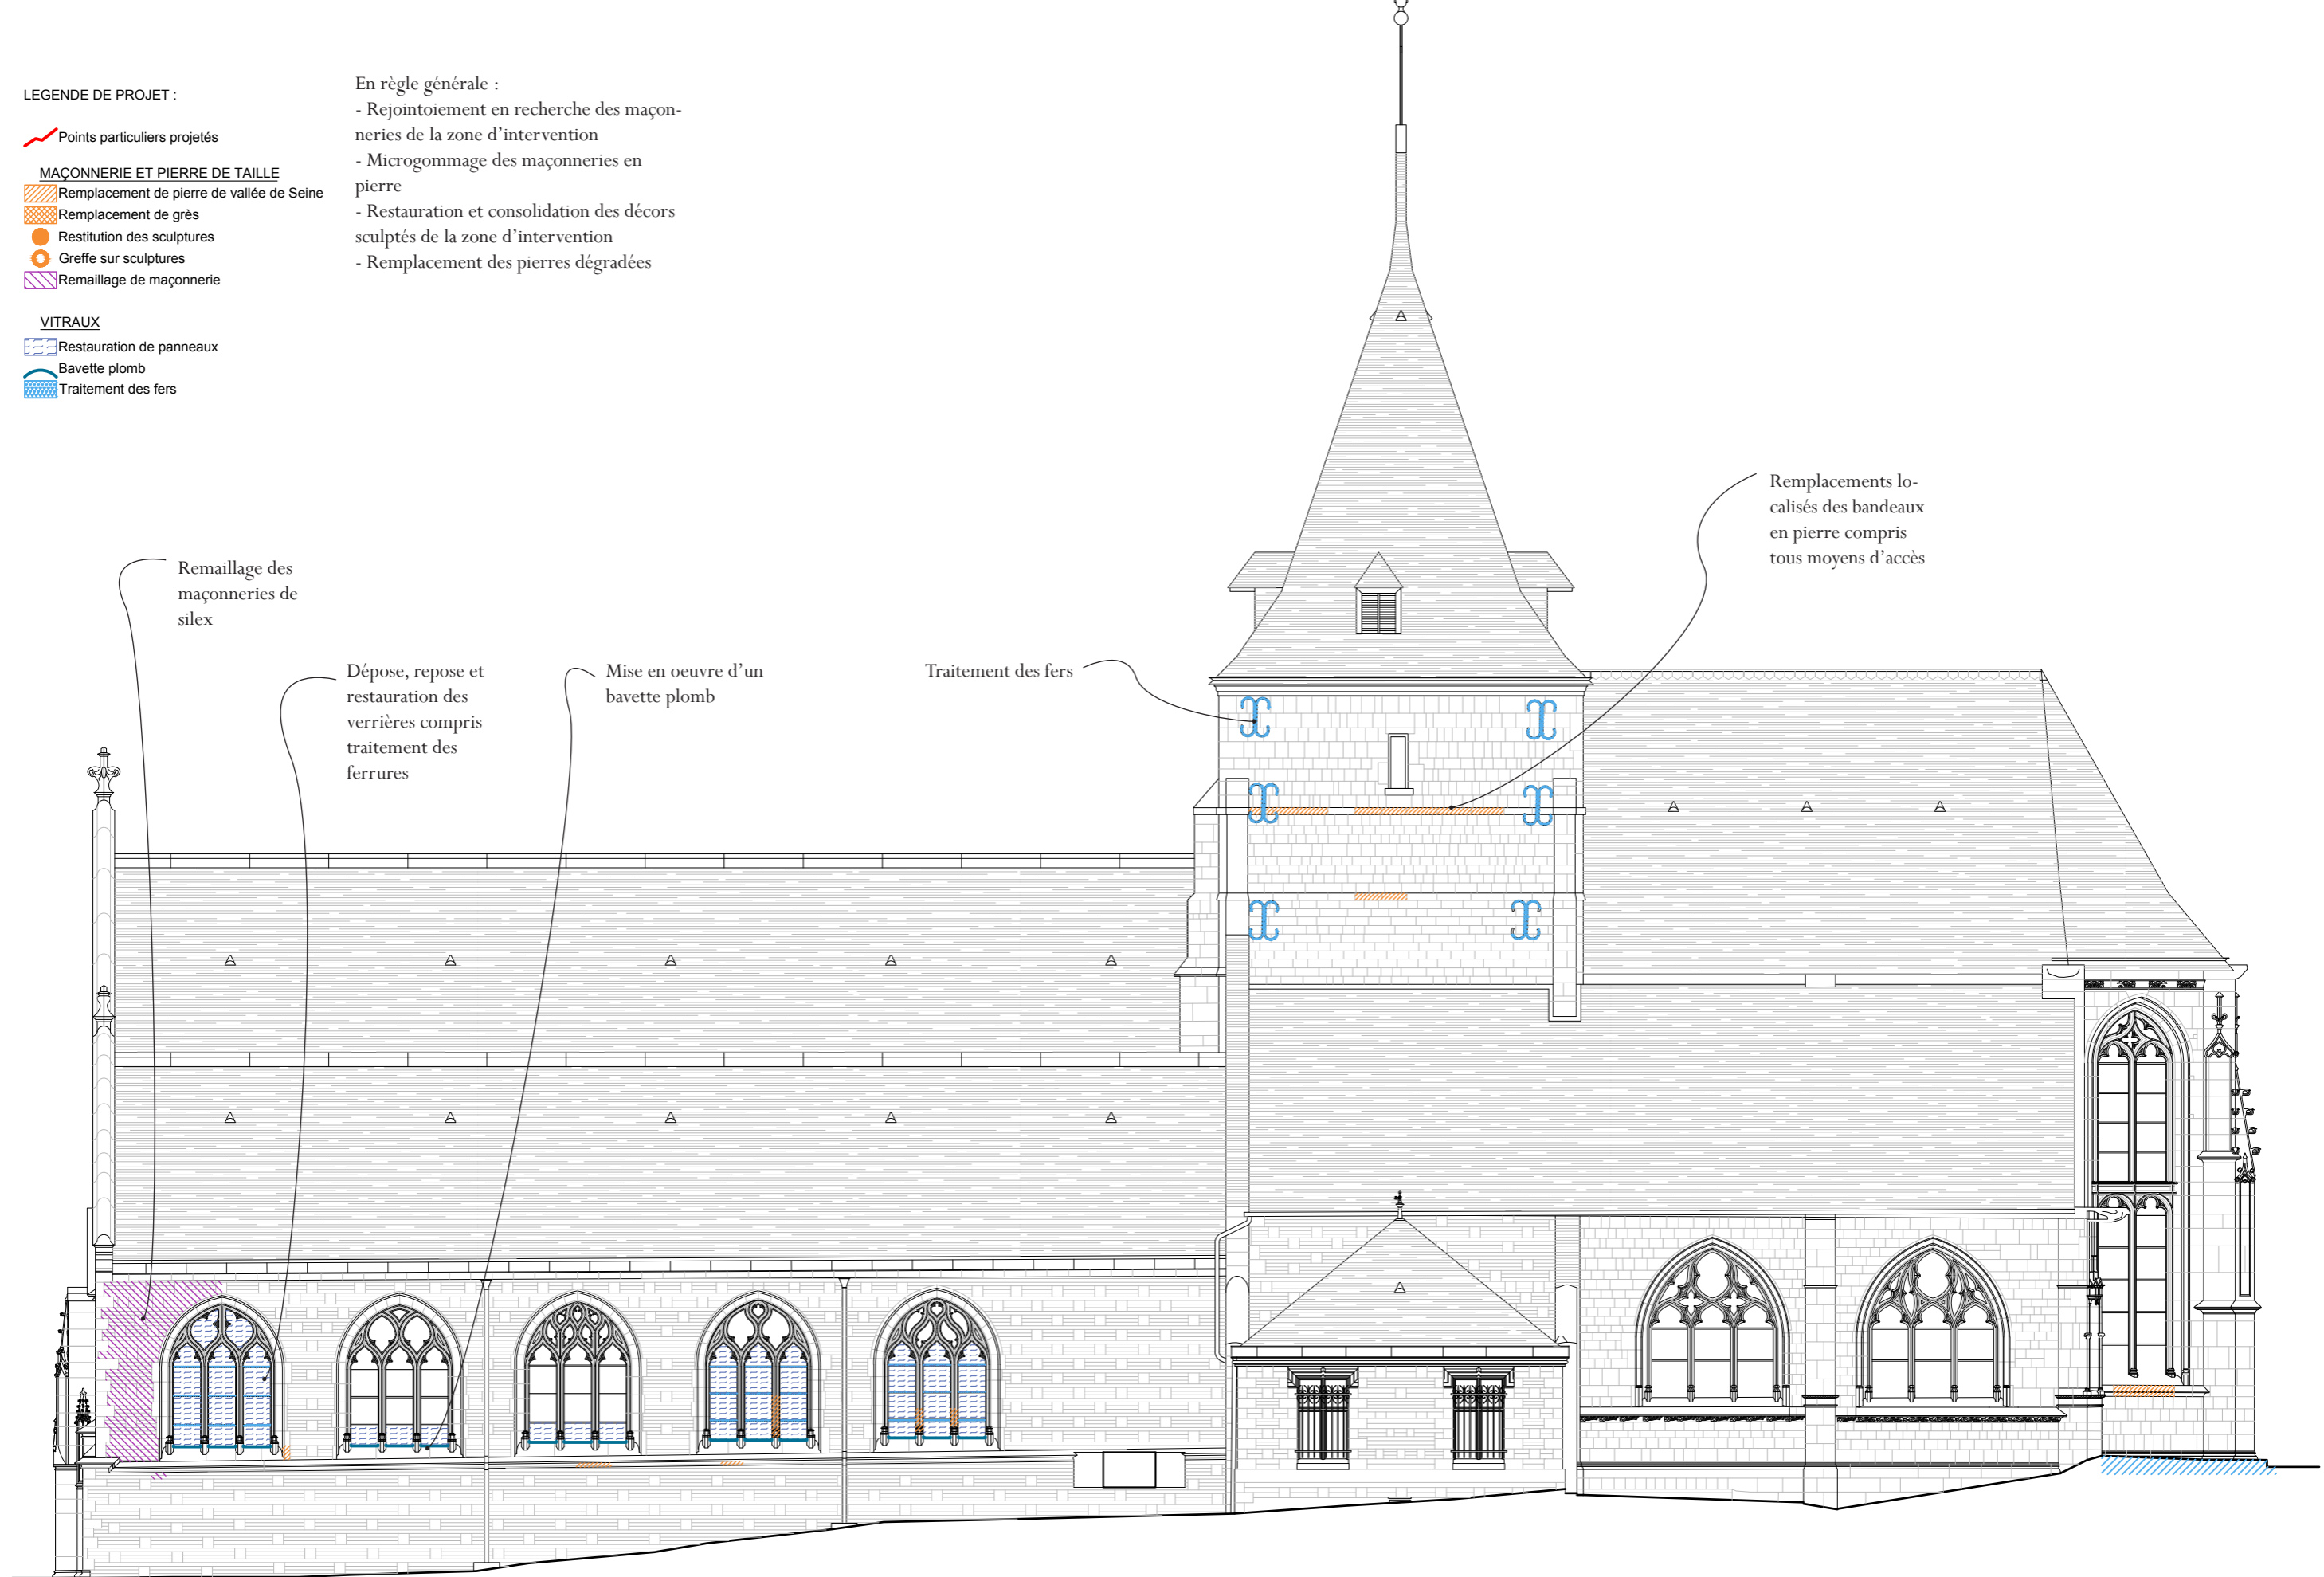 LEGENDE DE PROJET :
Points particuliers projetés
MAÇONNERIE ET PIERRE DE TAILLE
Remplacement de pierre de vallée de Seine
Remplacement de grès
Restitution des sculptures
Greffe sur sculptures
Remaillage de maçonnerie
VITRAUX
Restauration de panneaux
Bavette plomb
Traitement des fers
En règle générale :
- Rejointoiement en recherche des maçon-
neries de la zone d’intervention
- Microgommage des maçonneries en
pierre
- Restauration et consolidation des décors
sculptés de la zone d’intervention
- Remplacement des pierres dégradées
Remaillage des
maçonneries de
silex
Dépose, repose et
restauration des
verrières compris
traitement des
ferrures
Mise en oeuvre d’un
bavette plomb
Traitement des fers
Remplacements lo-
calisés des bandeaux
en pierre compris
tous moyens d’accès